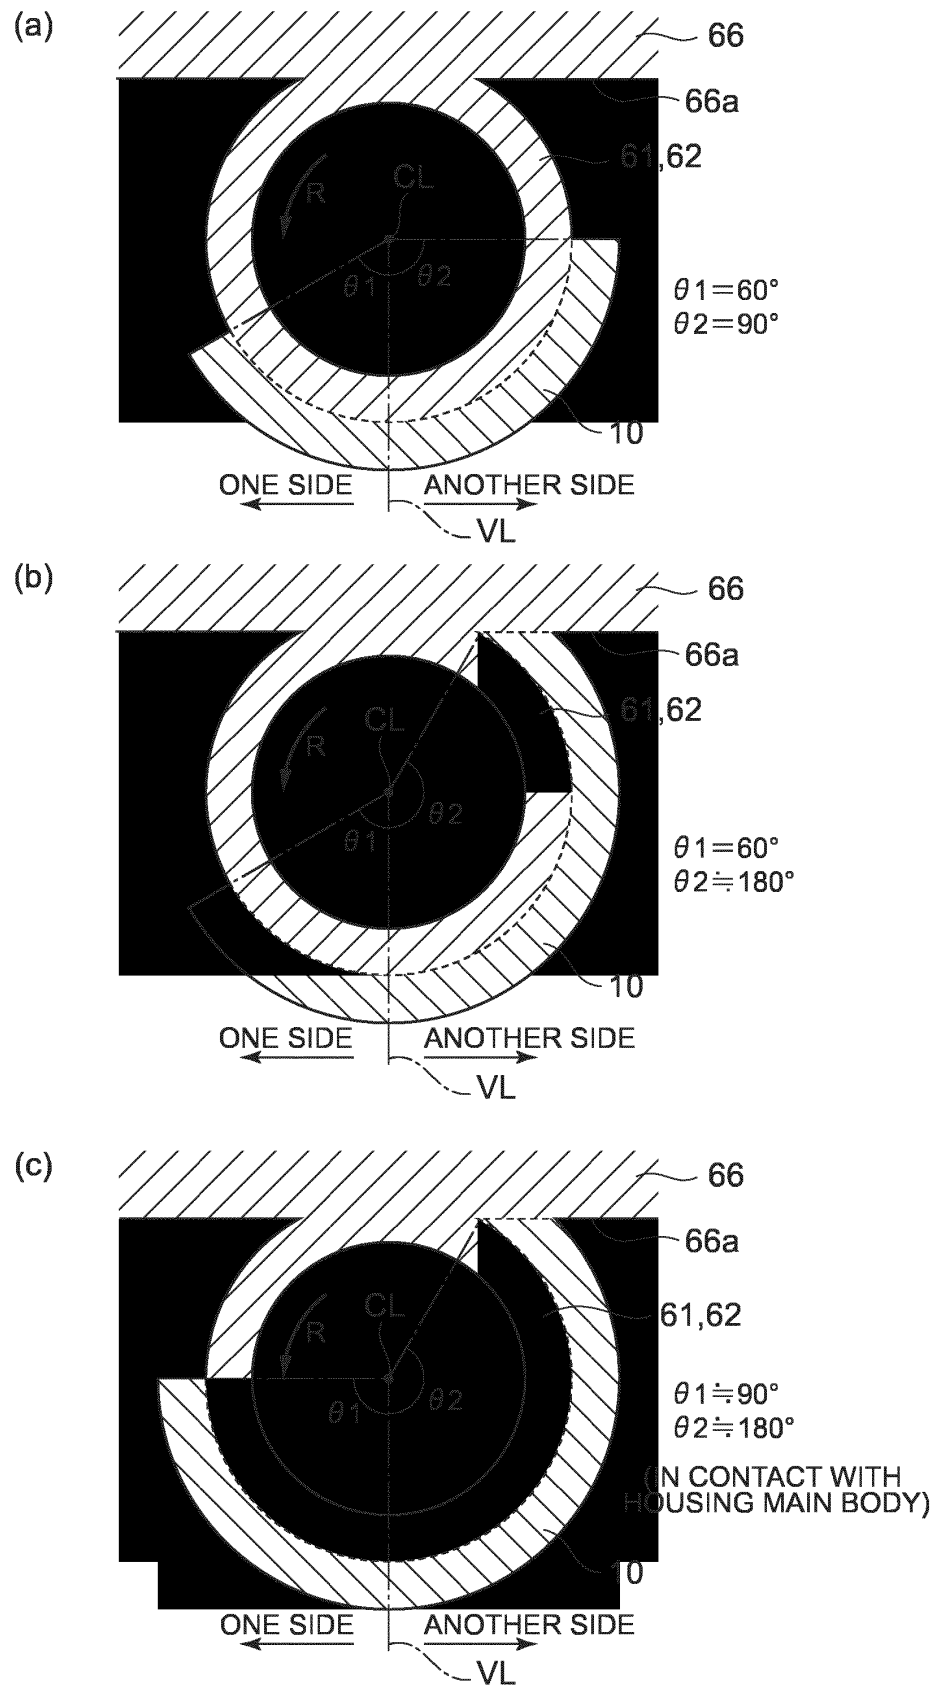 (a)
66
66a
61,62
CL
R
θ1
θ2
θ1=60°
θ2=90°
10
ONE SIDE
ANOTHER SIDE
VL
(b)
66
66a
61,62
CL
R
θ2
θ1
θ1=60°
θ2≒180°
10
ONE SIDE
ANOTHER SIDE
VL
(c)
66
66a
61,62
CL
R
θ1
θ2
θ1≒90°
θ2≒180°
(IN CONTACT WITH
HOUSING MAIN BODY)
10
ONE SIDE
ANOTHER SIDE
VL